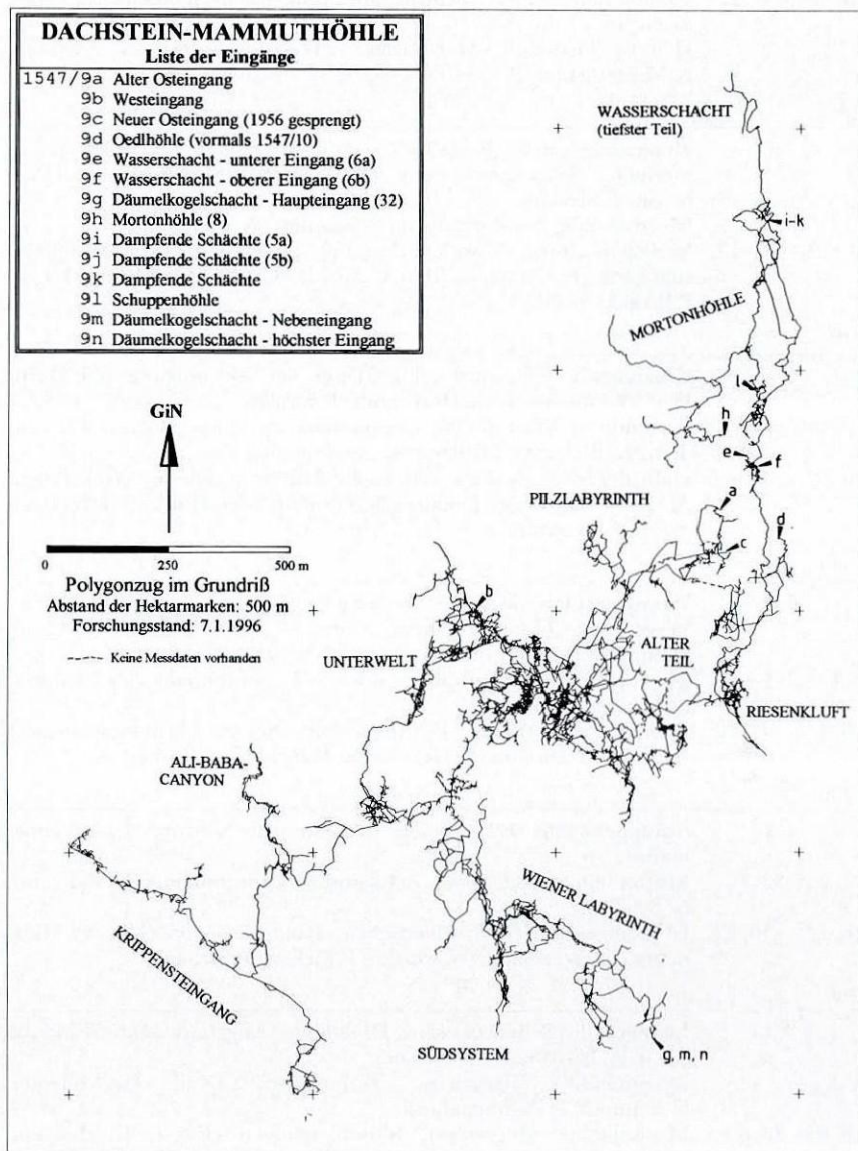 DACHSTEIN-MAMMUTHÖHLE
Liste der Eingänge
1547/9a Alter Osteingang
9b Westeingang
9c Neuer Osteingang (1956 gesprengt)
9d Oedlhöhle (vormals 1547/10)
9e Wasserschacht - unterer Eingang (6a)
9f Wasserschacht - oberer Eingang (6b)
9g Däumelkogelschacht - Haupteingang (32)
9h Mortonhöhle (8)
9i Dampfende Schächte (5a)
9j Dampfende Schächte (5b)
9k Dampfende Schächte
9l Schuppenhöhle
9m Däumelkogelschacht - Nebeneingang
9n Däumelkogelschacht - höchster Eingang
WASSERSCHACHT
(tiefster Teil)
i-k
MORTONHÖHLE
l
h
e
f
GiN
PILZLABYRINTH
a
c
d
0 250 500 m
Polygonzug im Grundriß
Abstand der Hektarmarken: 500 m
Forschungsstand: 7.1.1996
Keine Messdaten vorhanden
b
UNTERWELT
ALTER
TEIL
RIESENKLUFT
ALI-BABA-
CANYON
WIENER LABYRINTH
KRIPPENSTEINGANG
SÜDSYSTEM
g, m, n